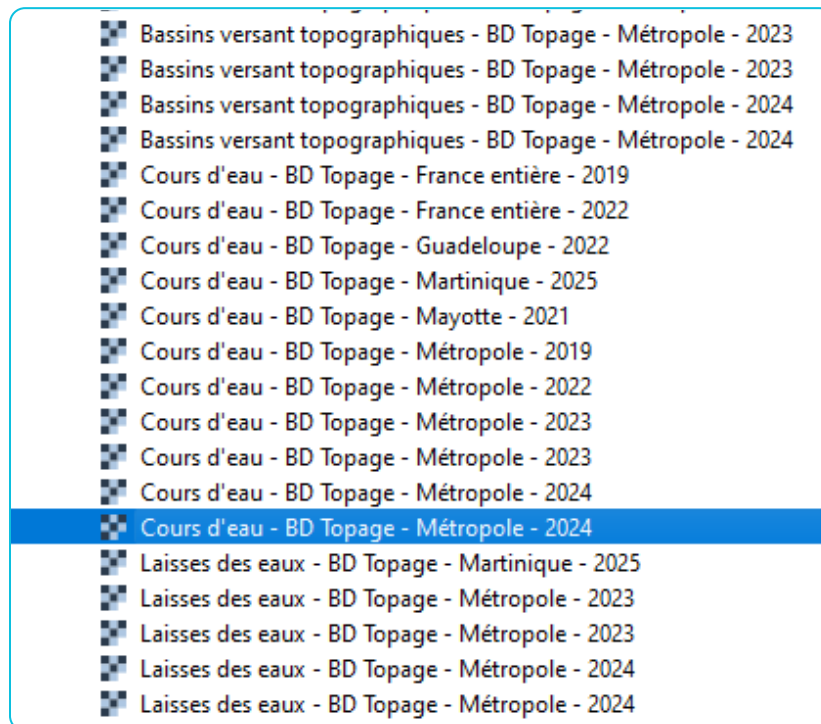 Bassins versant topographiques - BD Topage - Métropole - 2023
Bassins versant topographiques - BD Topage - Métropole - 2023
Bassins versant topographiques - BD Topage - Métropole - 2024
Bassins versant topographiques - BD Topage - Métropole - 2024
Cours d'eau - BD Topage - France entière - 2019
Cours d'eau - BD Topage - France entière - 2022
Cours d'eau - BD Topage - Guadeloupe - 2022
Cours d'eau - BD Topage - Martinique - 2025
Cours d'eau - BD Topage - Mayotte - 2021
Cours d'eau - BD Topage - Métropole - 2019
Cours d'eau - BD Topage - Métropole - 2022
Cours d'eau - BD Topage - Métropole - 2023
Cours d'eau - BD Topage - Métropole - 2023
Cours d'eau - BD Topage - Métropole - 2024
Cours d'eau - BD Topage - Métropole - 2024
Laisses des eaux - BD Topage - Martinique - 2025
Laisses des eaux - BD Topage - Métropole - 2023
Laisses des eaux - BD Topage - Métropole - 2023
Laisses des eaux - BD Topage - Métropole - 2024
Laisses des eaux - BD Topage - Métropole - 2024